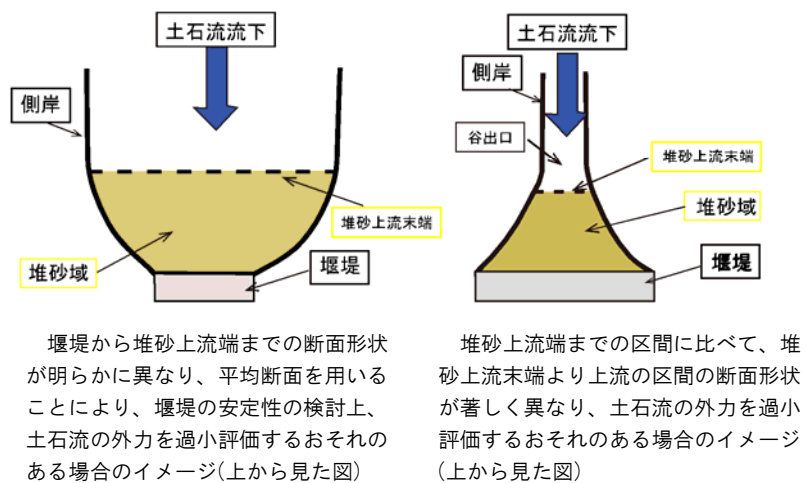 土石流流下
側岸
堆砂上流末端
堆砂域
堰堤
土石流流下
側岸
谷出口
堆砂上流末端
堆砂域
堰堤
　堰堤から堆砂上流端までの断面形状
が明らかに異なり、平均断面を用いる
ことにより、堰堤の安定性の検討上、
土石流の外力を過小評価するおそれの
ある場合のイメージ(上から見た図)
　堆砂上流端までの区間に比べて、堆
砂上流末端より上流の区間の断面形状
が著しく異なり、土石流の外力を過小
評価するおそれのある場合のイメージ
(上から見た図)